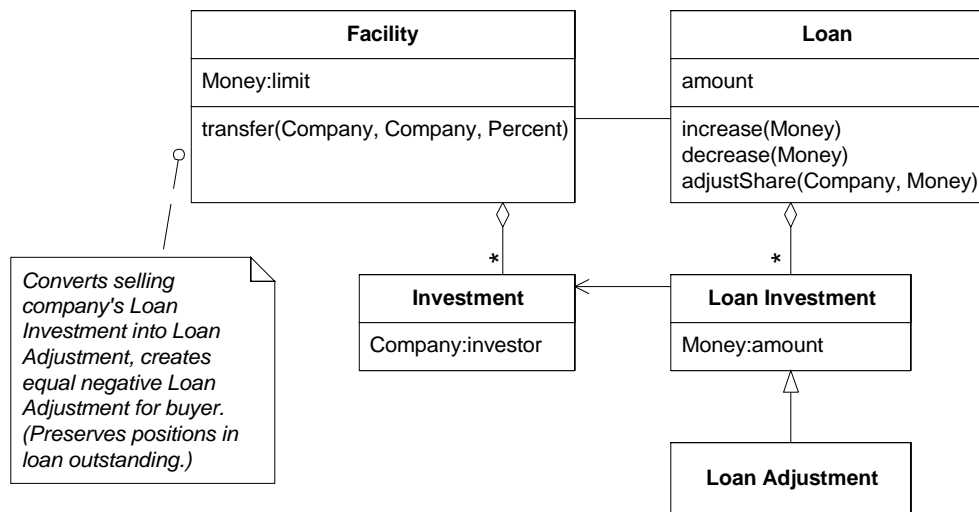 Facility
Money:limit
transfer(Company, Company, Percent)
Loan
amount
increase(Money)
decrease(Money)
adjustShare(Company, Money)
*
*
Converts selling
company's Loan
Investment into Loan
Adjustment, creates
equal negative Loan
Adjustment for buyer.
(Preserves positions in
loan outstanding.)
Investment
Company:investor
Loan Investment
Money:amount
Loan Adjustment